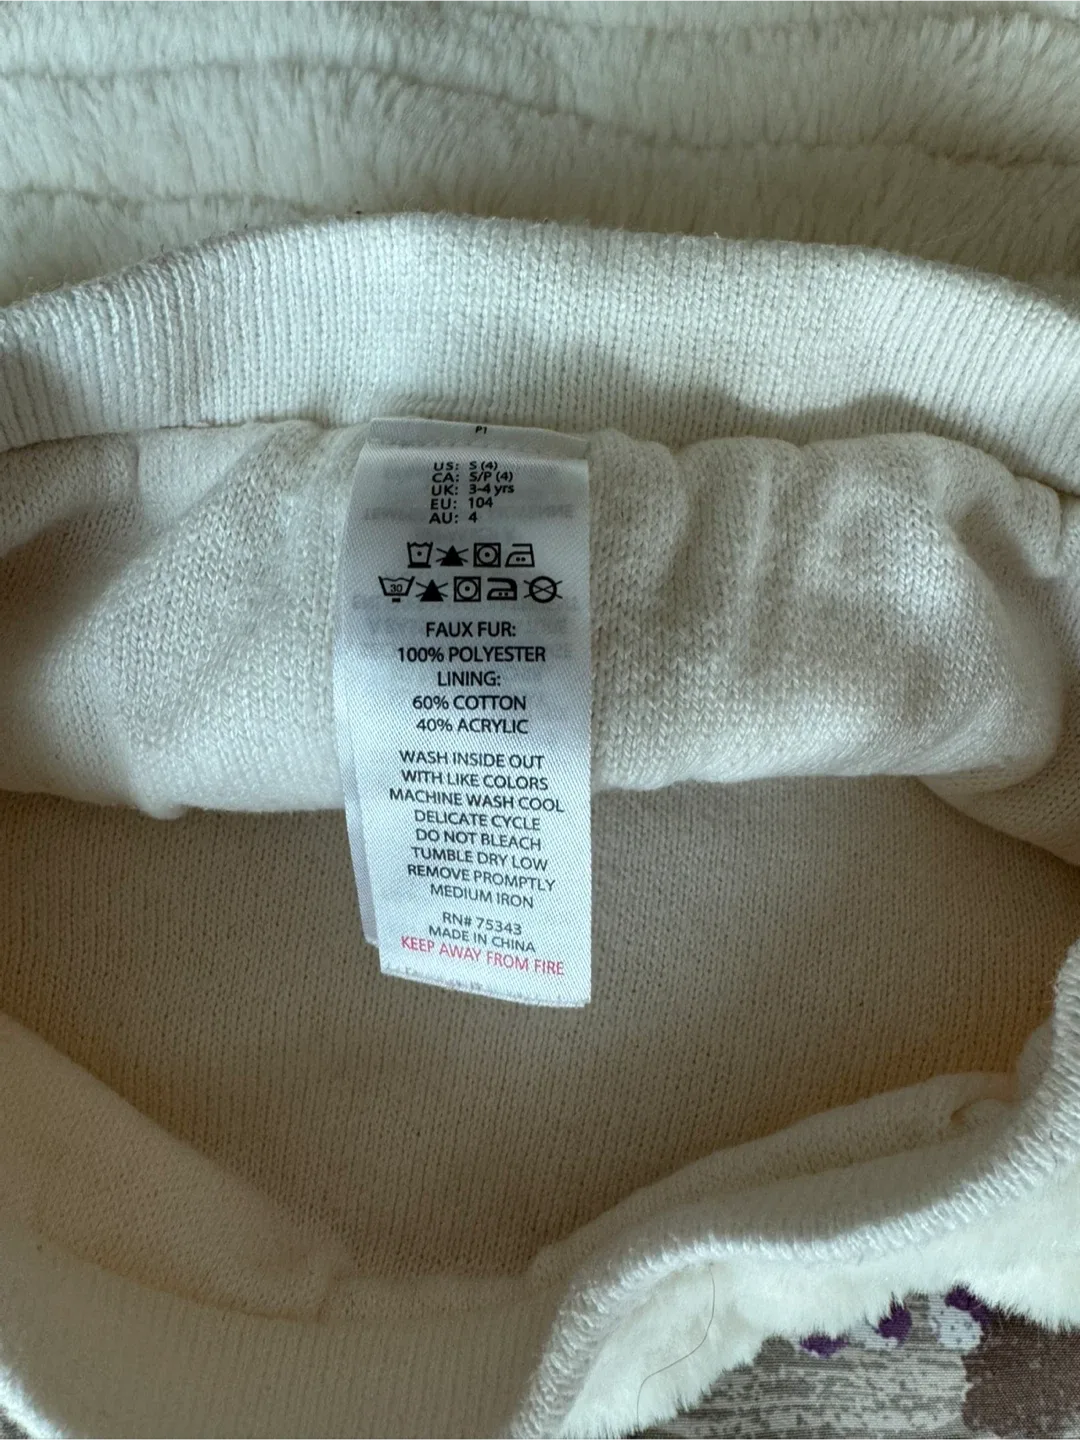 P1
US: S (4)
CA: S/P (4)
UK: 3-4 yrs
EU: 104
AU: 4
30
FAUX FUR:
100% POLYESTER
LINING:
60% COTTON
40% ACRYLIC
WASH INSIDE OUT
WITH LIKE COLORS
MACHINE WASH COOL
DELICATE CYCLE
DO NOT BLEACH
TUMBLE DRY LOW
REMOVE PROMPTLY
MEDIUM IRON
RN# 75343
MADE IN CHINA
KEEP AWAY FROM FIRE